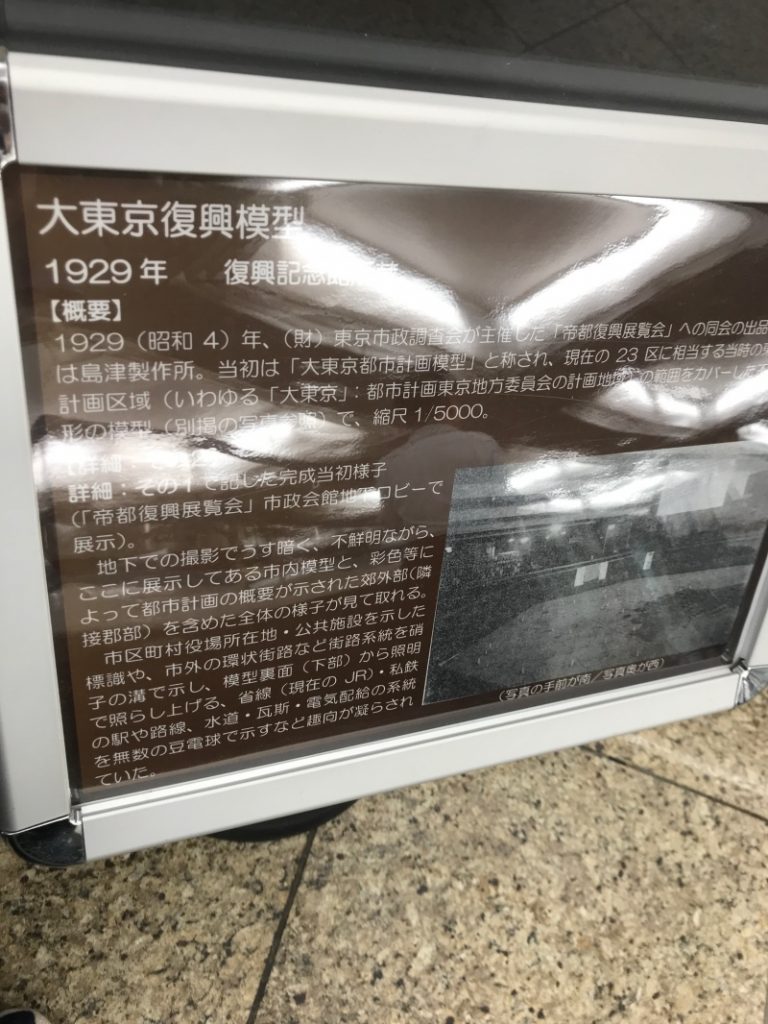 大東京復興模型
1929年 復興記念館
【概要】
1929（昭和 4）年、（財）東京市政調査会が主催した「帝都復興展覧会」への同会の出品
は島津製作所。当初は「大東京都市計画模型」と称され、現在の 23 区に相当する当時の
計画区域（いわゆる「大東京」：都市計画東京地方委員会の計画地域）の範囲をカバーした
形の模型（別掲の写真参照）で、縮尺 1/5000。
詳細：その1で記した完成当初様子
（「帝都復興展覧会」市政会館地下ロビーで
展示）。
地下での撮影でうす暗く、不鮮明ながら、
ここに展示してある市内模型と、彩色等に
よって都市計画の概要が示された郊外部（隣
接郡部）を含めた全体の様子が見て取れる。
市区町村役場所在地・公共施設を示した
標識や、市外の環状街路など街路系統を硝
子の溝で示し、模型裏面（下部）から照明
で照らし上げる、省線（現在の JR）・私鉄
の駅や路線、水道・瓦斯・電気配給の系統
を無数の豆電球で示すなど趣向が凝らされ
ていた。
（写真の手前が南／写真奥が西）